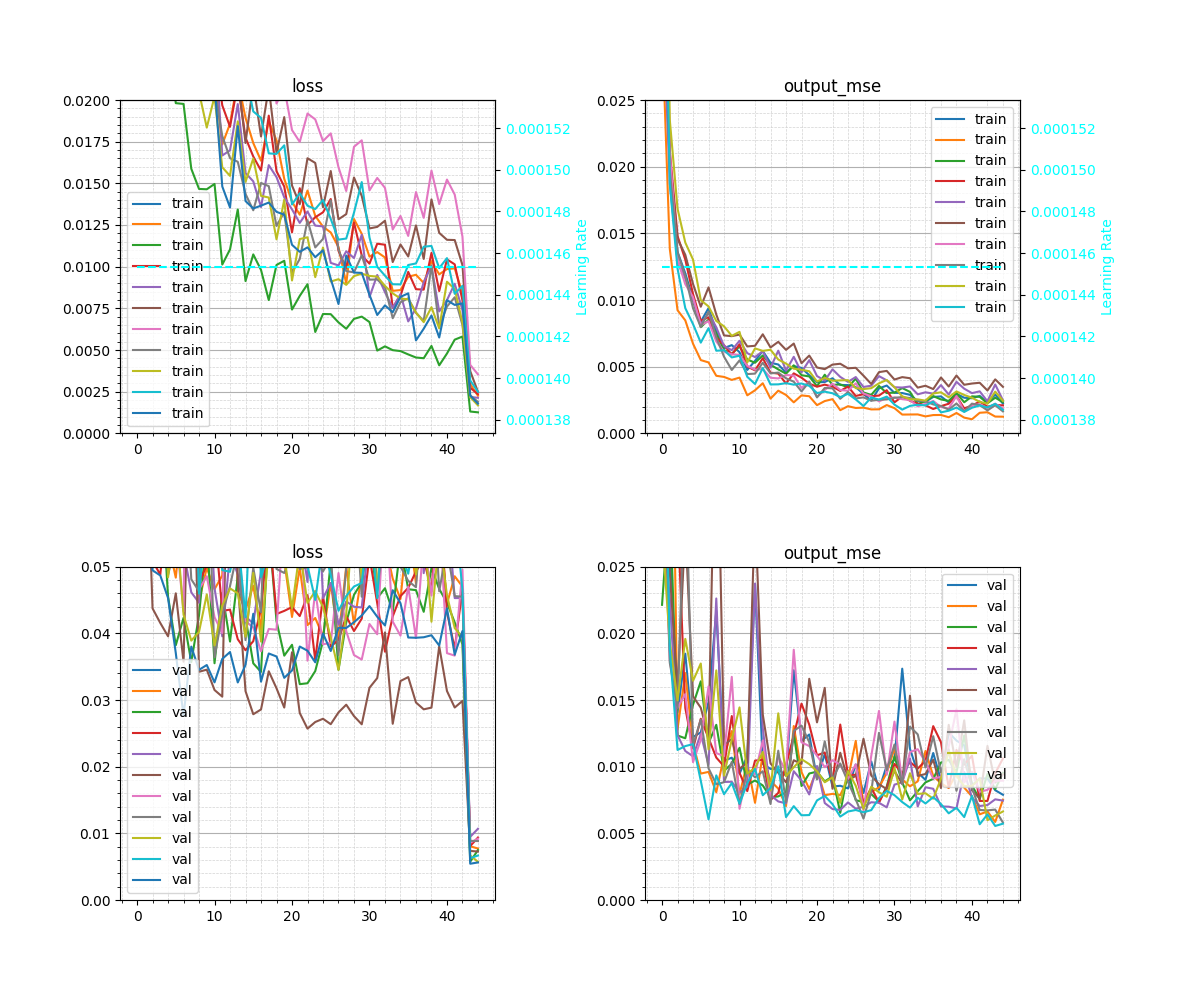 loss
0.0200
0.0175
0.0150
0.0125
0.0100
0.0075
0.0050
0.0025
0.0000
train
train
train
train
train
train
train
train
train
train
train
0.000152
0.000150
0.000148
0.000146
0.000144
0.000142
0.000140
0.000138
Learning Rate
0 10 20 30 40
output_mse
0.025
0.020
0.015
0.010
0.005
0.000
train
train
train
train
train
train
train
train
train
train
0.000152
0.000150
0.000148
0.000146
0.000144
0.000142
0.000140
0.000138
Learning Rate
0 10 20 30 40
loss
0.05
0.04
0.03
0.02
0.01
0.00
val
val
val
val
val
val
val
val
val
val
val
0 10 20 30 40
output_mse
0.025
0.020
0.015
0.010
0.005
0.000
val
val
val
val
val
val
val
val
val
val
0 10 20 30 40